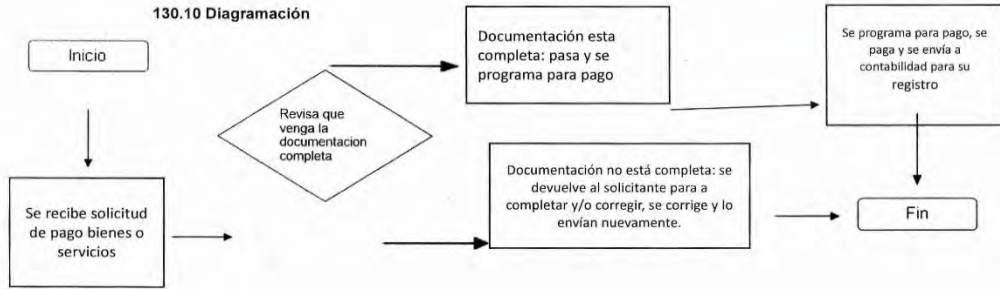 130.10 Diagramación
Inicio
Se recibe solicitud
de pago bienes o
servicios
Revisa que
venga la
documentacion
completa
Documentación esta
completa: pasa y se
programa para pago
Documentación no está completa: se
devuelve al solicitante para a
completar y/o corregir, se corrige y lo
envían nuevamente.
Se programa para pago, se
paga y se envía a
contabilidad para su
registro
Fin